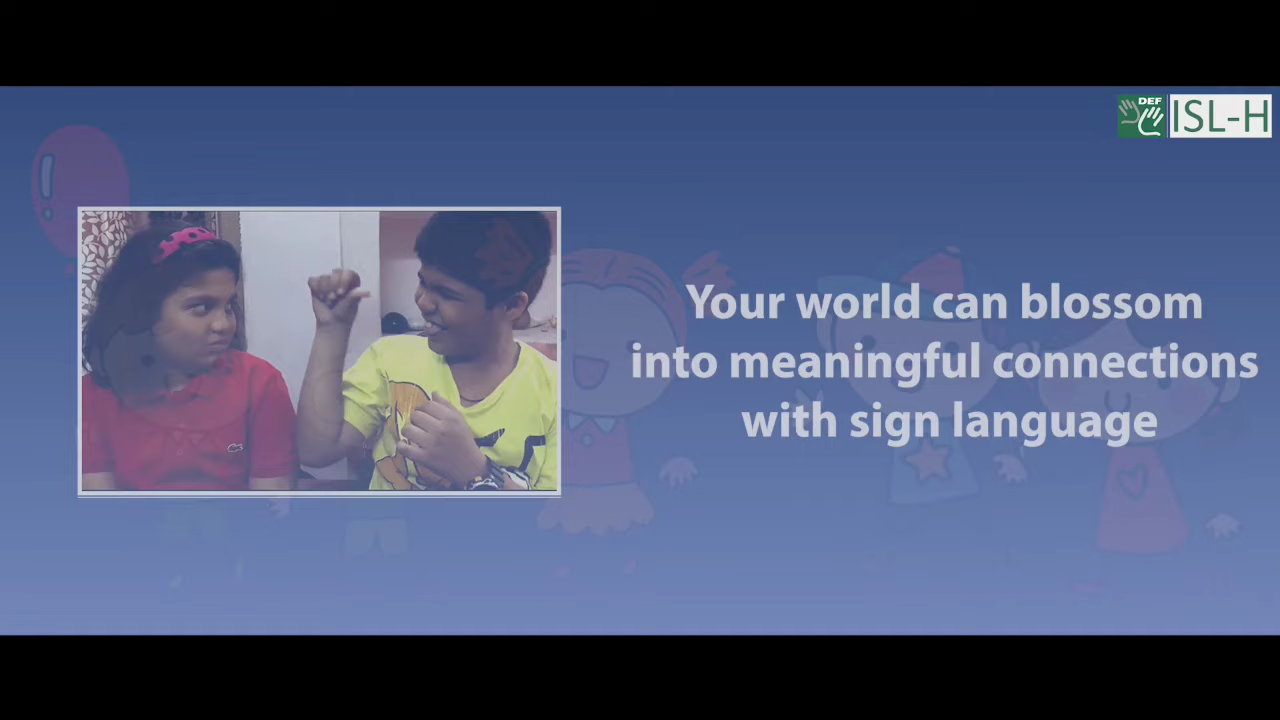 DEF
ISL-H
Your world can blossom
into meaningful connections
with sign language